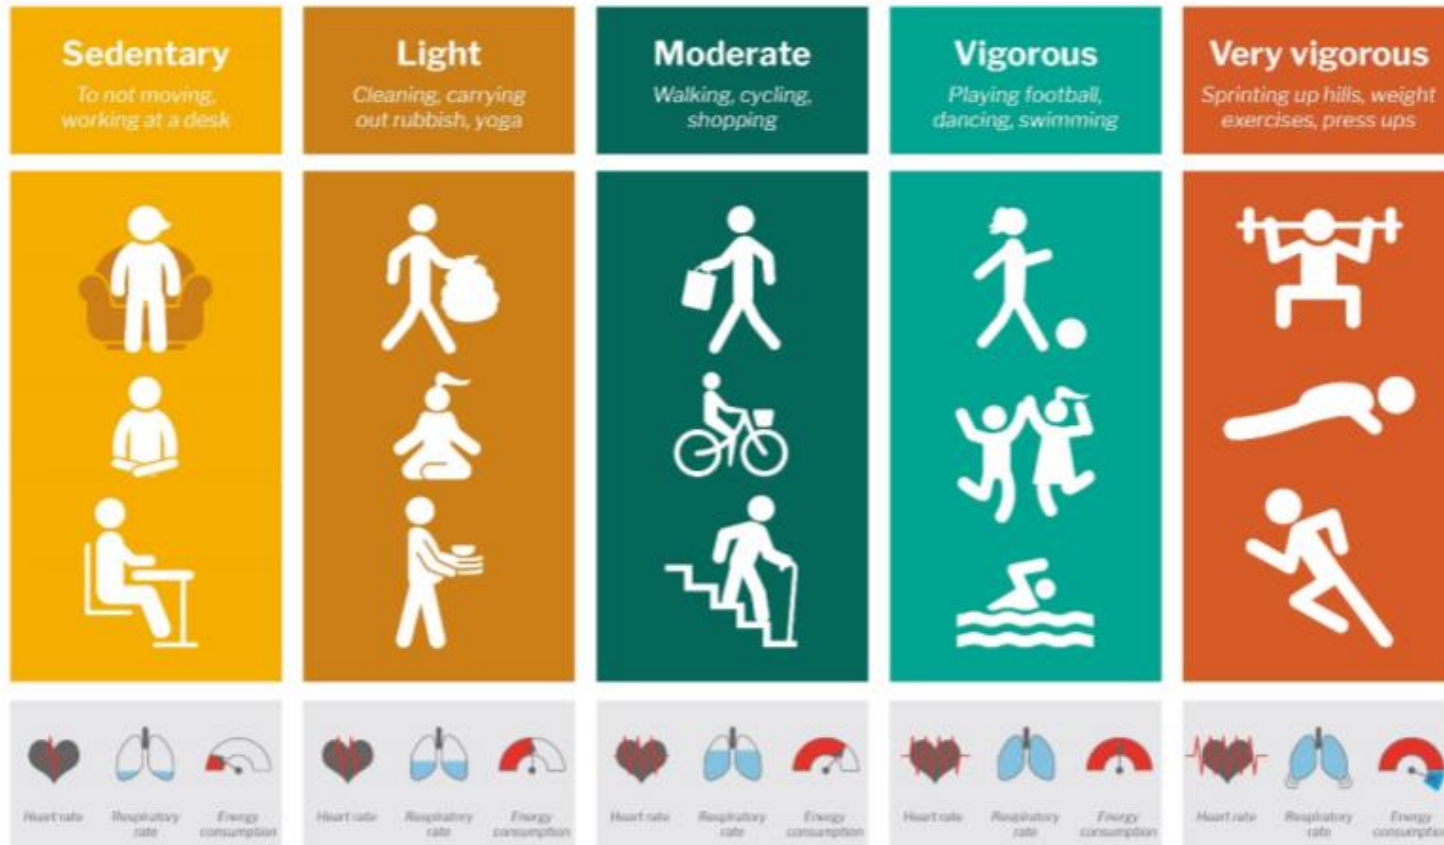 Sedentary
To not moving,
working at a desk
Light
Cleaning, carrying
out rubbish, yoga
Moderate
Walking, cycling,
shopping
Vigorous
Playing football,
dancing, swimming
Very vigorous
Sprinting up hills, weight
exercises, press ups
Heart rate
Respiratory
rate
Energy
consumption
Heart rate
Respiratory
rate
Energy
consumption
Heart rate
Respiratory
rate
Energy
consumption
Heart rate
Respiratory
rate
Energy
consumption
Heart rate
Respiratory
rate
Energy
consumption